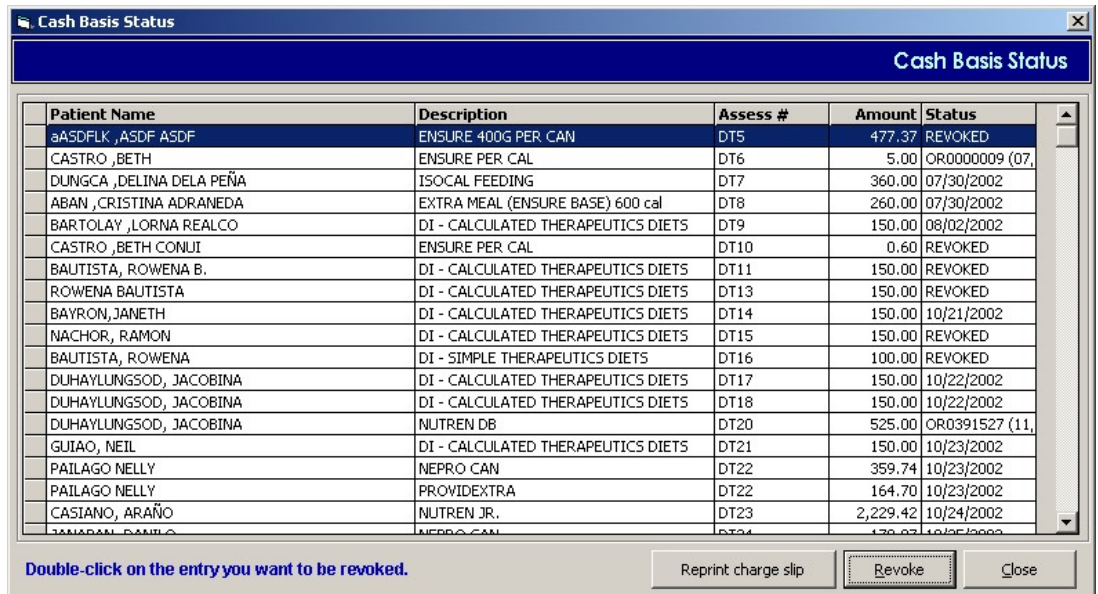 Cash Basis Status
Cash Basis Status
Patient Name Description Assess # Amount Status
aASDFLK ,ASDF ASDF ENSURE 400G PER CAN DT5 477.37 REVOKED
CASTRO ,BETH ENSURE PER CAL DT6 5.00 OR0000009 (07,
DUNGCA ,DELINA DELA PEÑA ISOCAL FEEDING DT7 360.00 07/30/2002
ABAN ,CRISTINA ADRANEDA EXTRA MEAL (ENSURE BASE) 600 cal DT8 260.00 07/30/2002
BARTOLAY ,LORNA REALCO DI - CALCULATED THERAPEUTICS DIETS DT9 150.00 08/02/2002
CASTRO ,BETH CONUI ENSURE PER CAL DT10 0.60 REVOKED
BAUTISTA, ROWENA B. DI - CALCULATED THERAPEUTICS DIETS DT11 150.00 REVOKED
ROWENA BAUTISTA DI - CALCULATED THERAPEUTICS DIETS DT13 150.00 REVOKED
BAYRON,JANETH DI - CALCULATED THERAPEUTICS DIETS DT14 150.00 10/21/2002
NACHOR, RAMON DI - CALCULATED THERAPEUTICS DIETS DT15 150.00 REVOKED
BAUTISTA, ROWENA DI - SIMPLE THERAPEUTICS DIETS DT16 100.00 REVOKED
DUHAYLUNGSOD, JACOBINA DI - CALCULATED THERAPEUTICS DIETS DT17 150.00 10/22/2002
DUHAYLUNGSOD, JACOBINA DI - CALCULATED THERAPEUTICS DIETS DT18 150.00 10/22/2002
DUHAYLUNGSOD, JACOBINA NUTREN DB DT20 525.00 OR0391527 (11,
GUIAO, NEIL DI - CALCULATED THERAPEUTICS DIETS DT21 150.00 10/23/2002
PAILAGO NELLY NEPRO CAN DT22 359.74 10/23/2002
PAILAGO NELLY PROVIDEXTRA DT22 164.70 10/23/2002
CASIANO, ARAÑO NUTREN JR. DT23 2,229.42 10/24/2002
NEPRO CAN
Double-click on the entry you want to be revoked. Reprint charge slip Revoke Close